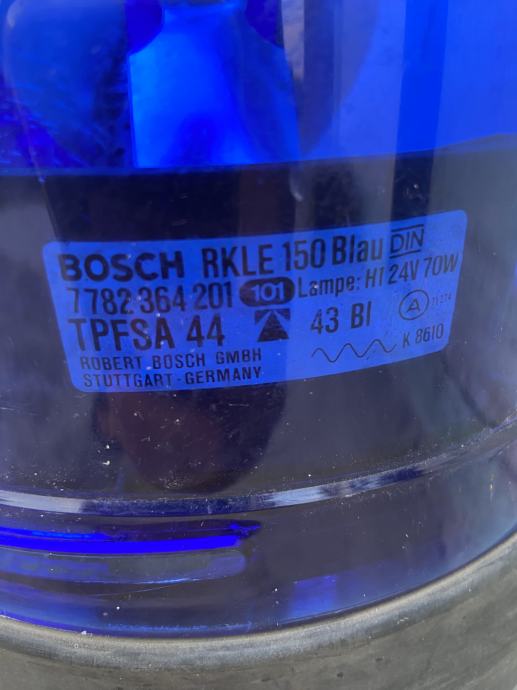 BOSCH RKLE 150 Blau DIN
7782 364 201 101 Lampe: H1 24V 70W
TPFSA 44 43 Bl A
K 8610
ROBERT BOSCH GMBH
STUTTGART-GERMANY